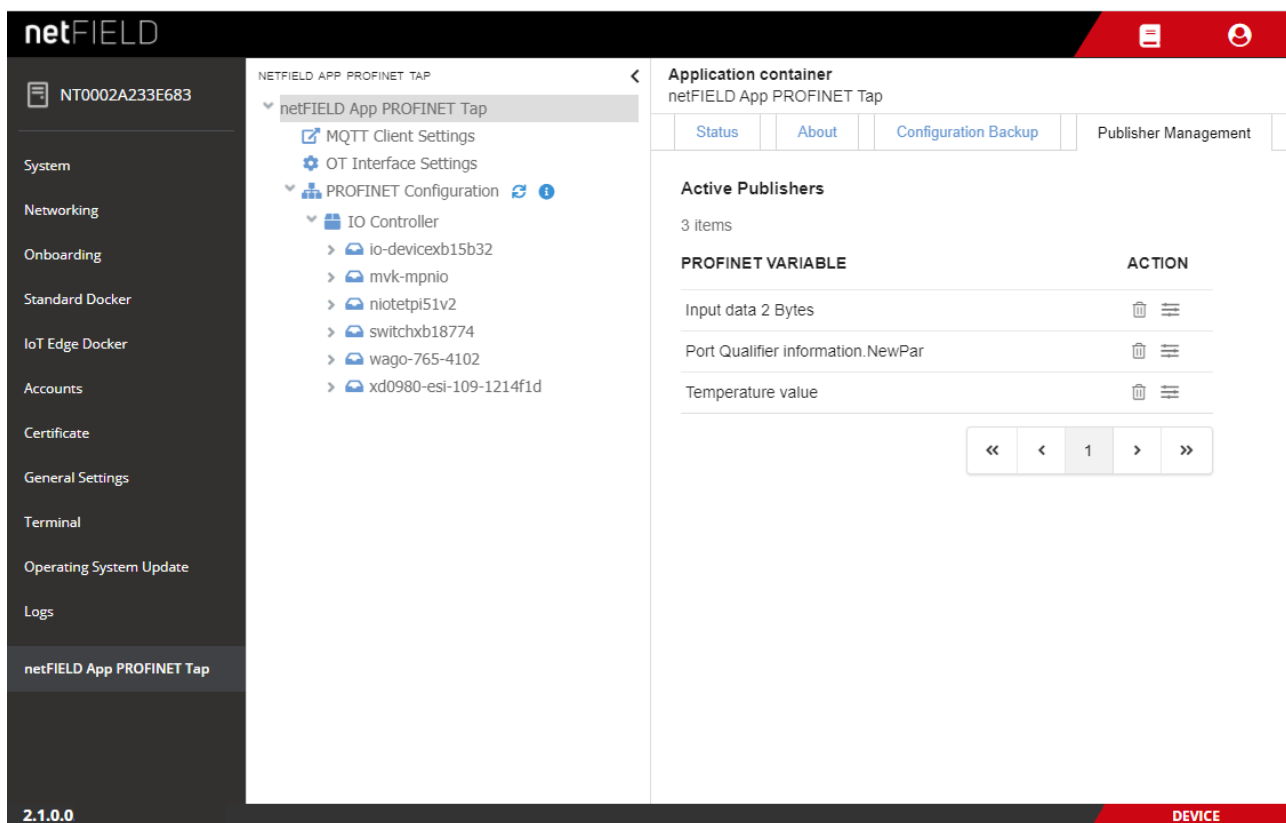 netFIELD
NT0002A233E683
System
Networking
Onboarding
Standard Docker
IoT Edge Docker
Accounts
Certificate
General Settings
Terminal
Operating System Update
Logs
netFIELD App PROFINET Tap
2.1.0.0
NETFIELD APP PROFINET TAP
netFIELD App PROFINET Tap
MQTT Client Settings
OT Interface Settings
PROFINET Configuration
IO Controller
io-devicexb15b32
mvk-mpnio
niotetpi51v2
switchxb18774
wago-765-4102
xd0980-esi-109-1214f1d
Application container
netFIELD App PROFINET Tap
Status About Configuration Backup Publisher Management
Active Publishers
3 items
PROFINET VARIABLE ACTION
Input data 2 Bytes
Port Qualifier information.NewPar
Temperature value
« ‹ 1 › »
DEVICE